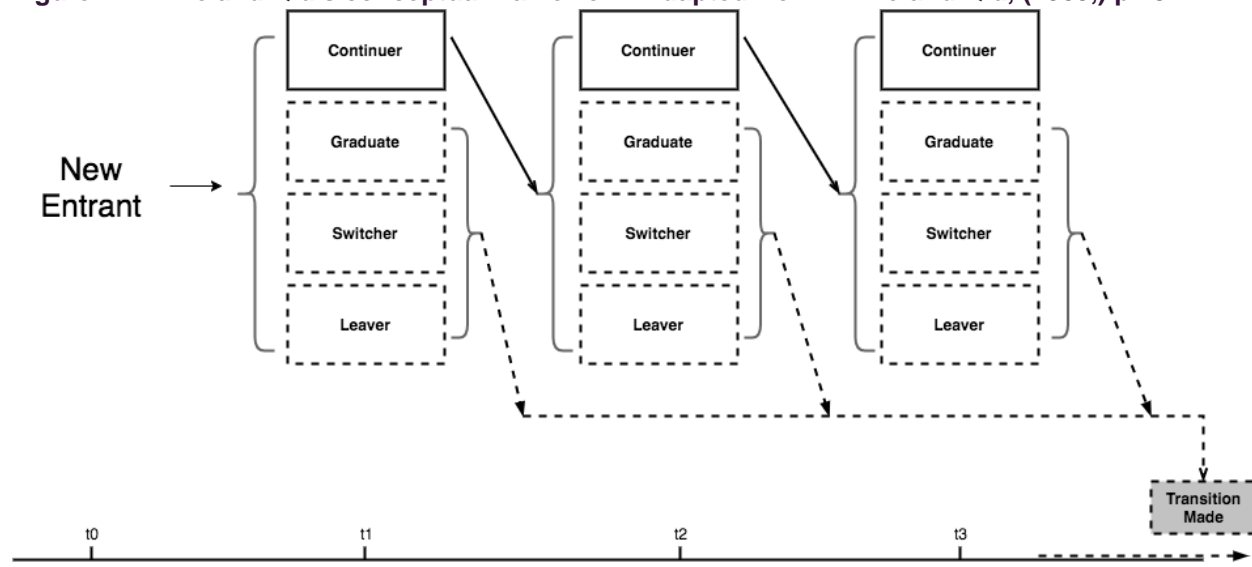 New
Entrant
Continuer
Graduate
Switcher
Leaver
Continuer
Graduate
Switcher
Leaver
Continuer
Graduate
Switcher
Leaver
Transition
Made
t0
t1
t2
t3